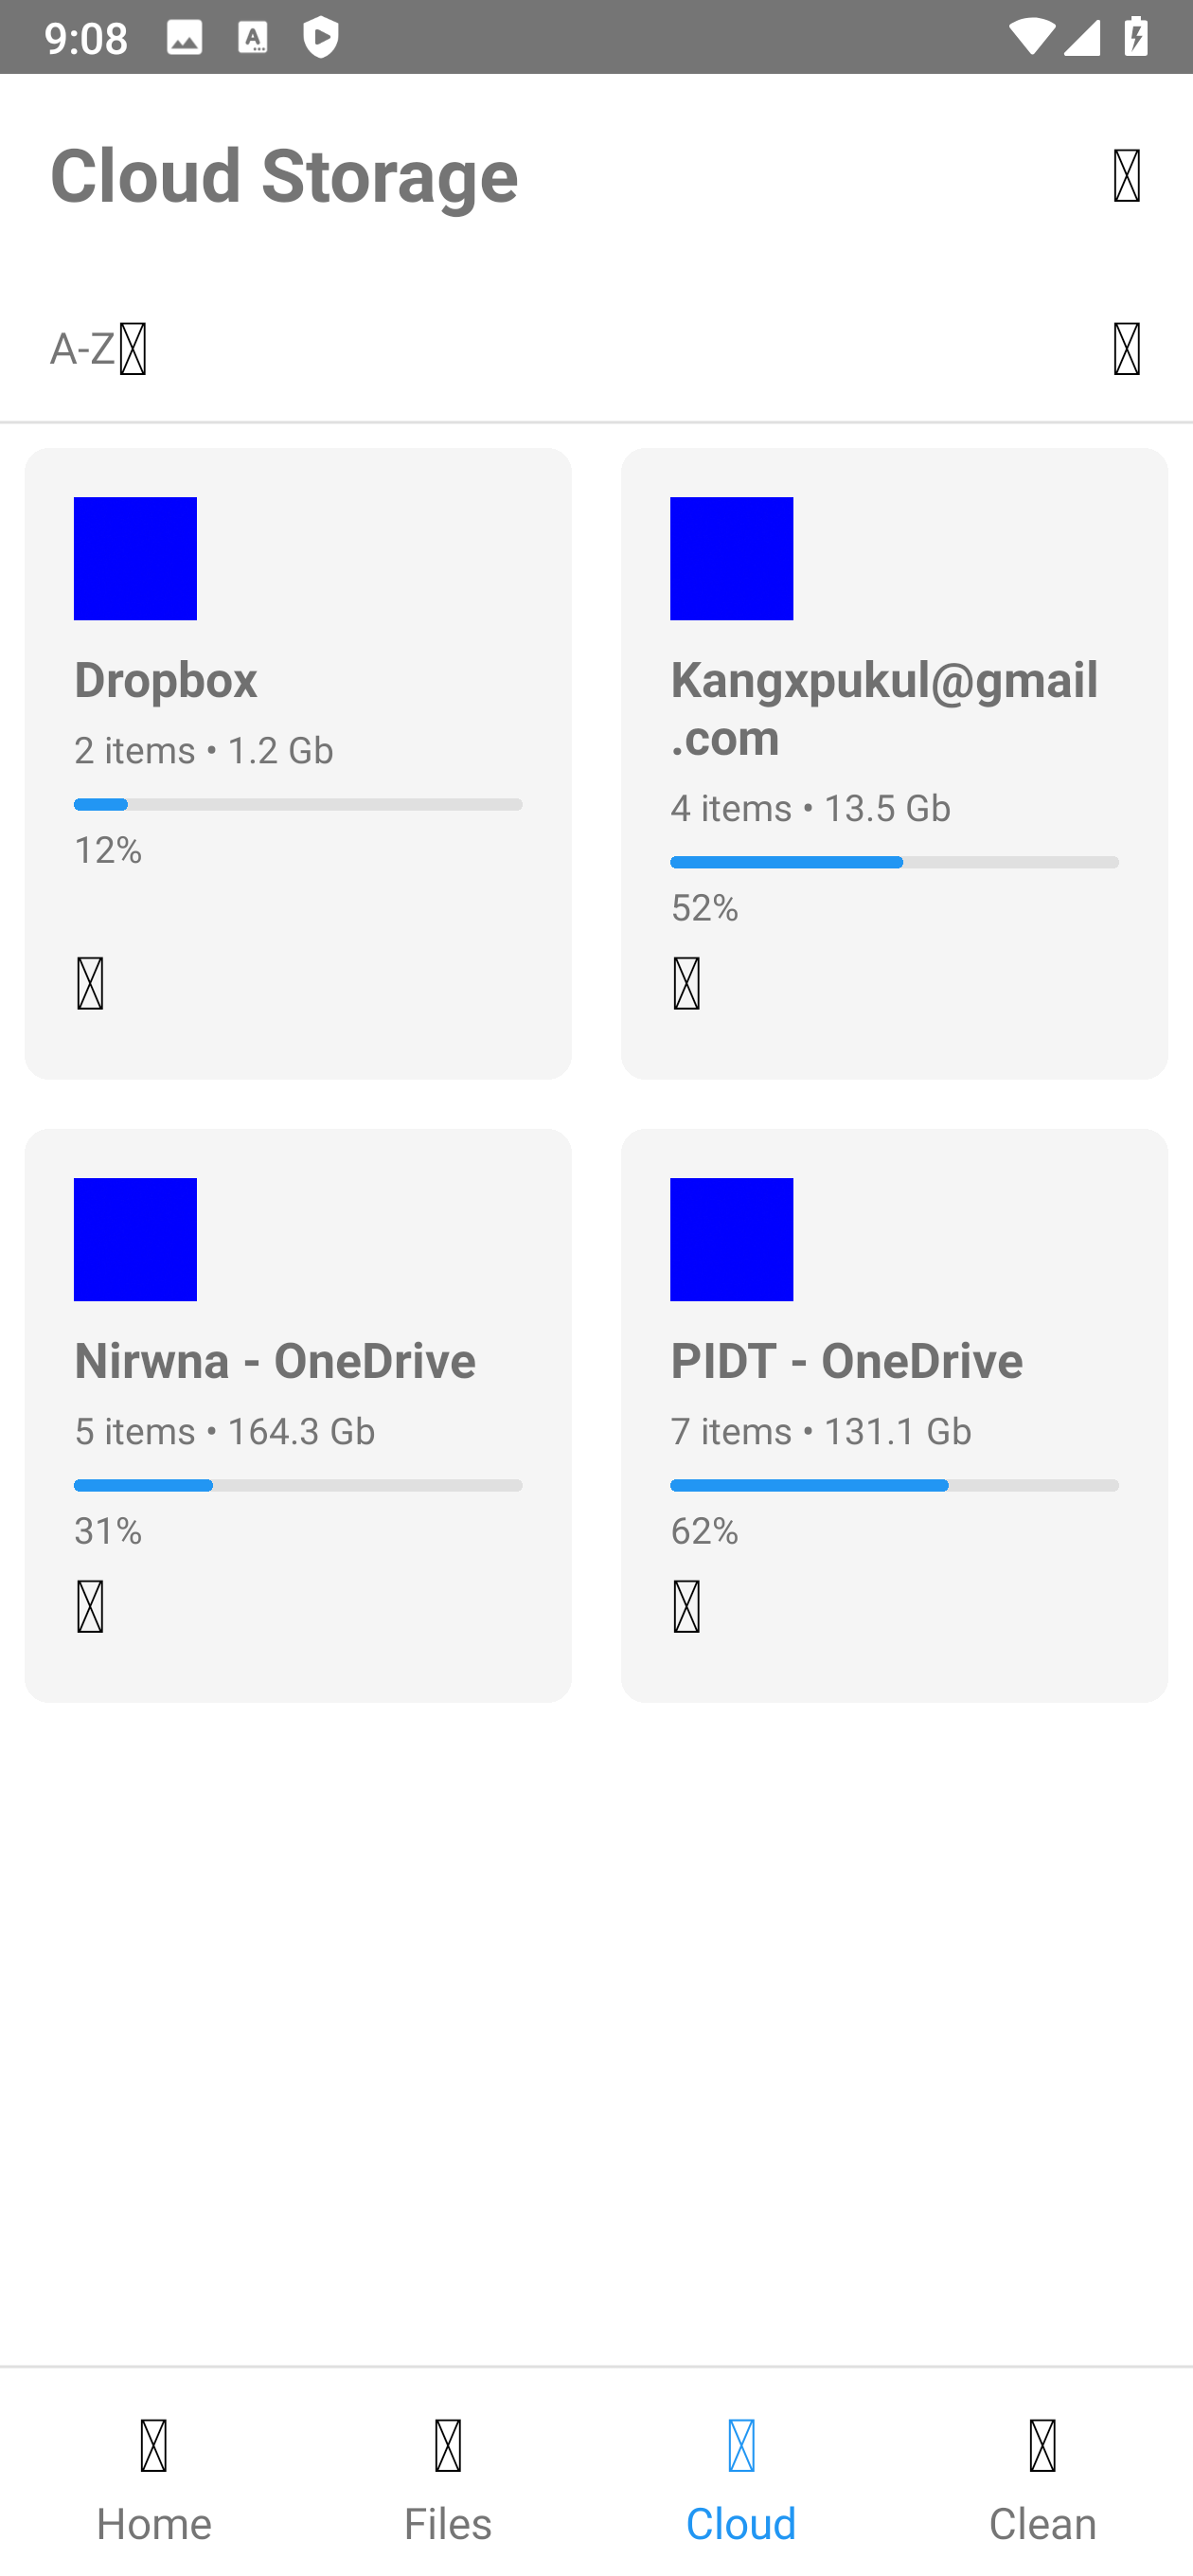 9:08
Cloud Storage
A-Z
Dropbox
2 items • 1.2 Gb
12%
Kangxpukul@gmail
.com
4 items • 13.5 Gb
52%
Nirwna - OneDrive
5 items • 164.3 Gb
31%
PIDT - OneDrive
7 items • 131.1 Gb
62%
Home
Files
Cloud
Clean